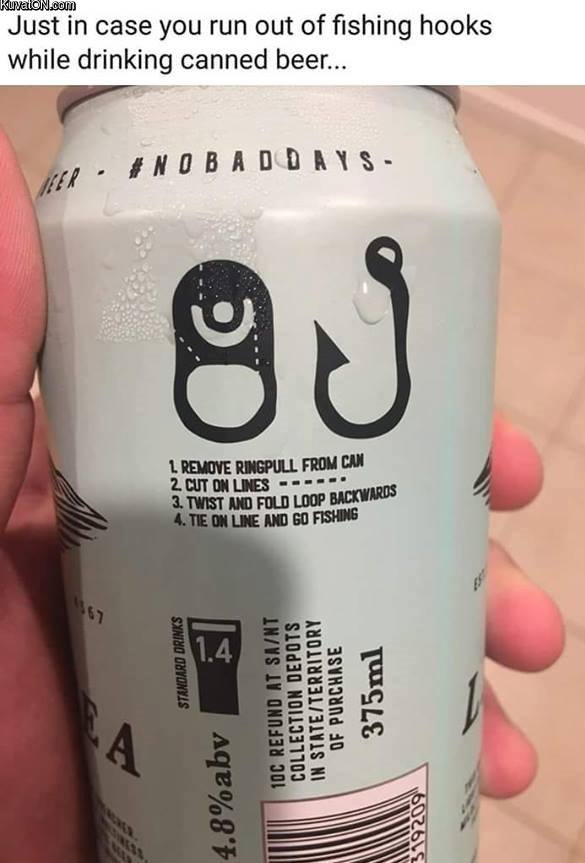 KuvatON.com
Just in case you run out of fishing hooks
while drinking canned beer...
BEER - #NOBADDAYS-
1. REMOVE RINGPULL FROM CAN
2. CUT ON LINES ------
3. TWIST AND FOLD LOOP BACKWARDS
4. TIE ON LINE AND GO FISHING
STANDARD DRINKS
1.4
4.8%abv
10C REFUND AT SA/NT
COLLECTION DEPOTS
IN STATE/TERRITORY
OF PURCHASE
375ml
319209
EA
L